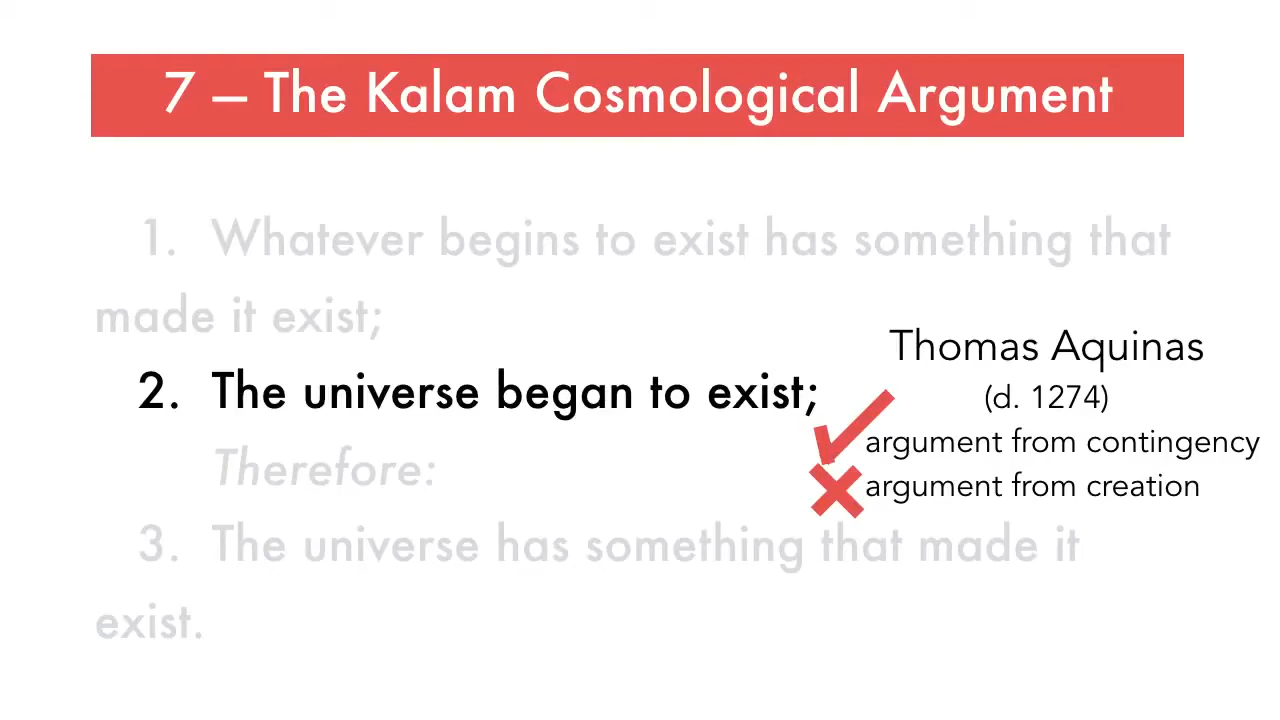 7 – The Kalam Cosmological Argument
1. Whatever begins to exist has something that
made it exist;
Thomas Aquinas
2. The universe began to exist;
(d. 1274)
argument from contingency
Therefore:
argument from creation
3. The universe has something that made it
exist.